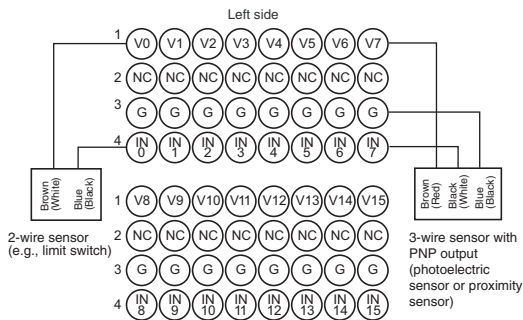 Left side
1 V0 V1 V2 V3 V4 V5 V6 V7
2 NC NC NC NC NC NC NC NC
3 G G G G G G G G
4 IN 0 IN 1 IN 2 IN 3 IN 4 IN 5 IN 6 IN 7
Brown (White)
Blue (Black)
2-wire sensor
(e.g., limit switch)
Brown (Red)
Black (White)
Blue (Black)
3-wire sensor with
PNP output
(photoelectric
sensor or proximity
sensor)
1 V8 V9 V10 V11 V12 V13 V14 V15
2 NC NC NC NC NC NC NC NC
3 G G G G G G G G
4 IN 8 IN 9 IN 10 IN 11 IN 12 IN 13 IN 14 IN 15